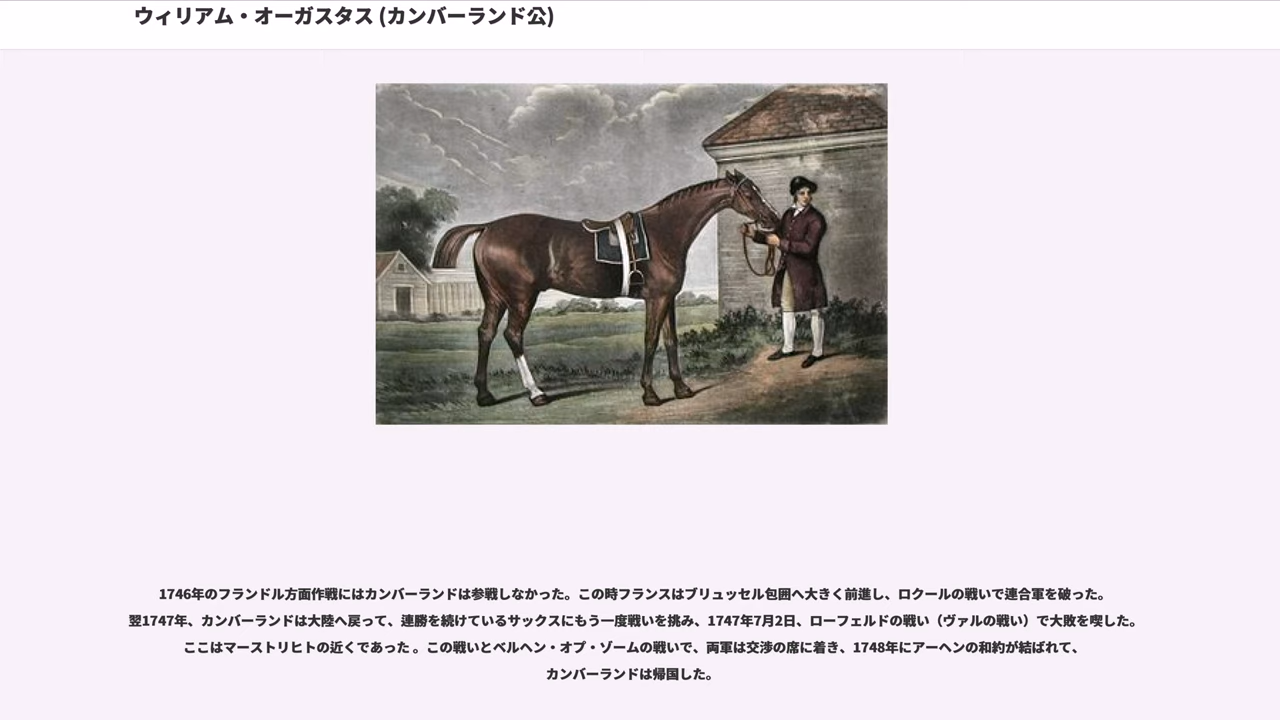 ウィリアム・オーガスタス (カンバーランド公)
1746年のフランドル方面作戦にはカンバーランドは参戦しなかった。この時フランスはブリュッセル包囲へ大きく前進し、ロクールの戦いで連合軍を破った。
翌1747年、カンバーランドは大陸へ戻って、連勝を続けているサックスにもう一度戦いを挑み、1747年7月2日、ローフェルドの戦い（ヴァルの戦い）で大敗を喫した。
ここはマーストリヒトの近くであった 。この戦いとベルヘン・オプ・ゾームの戦いで、両軍は交渉の席に着き、1748年にアーヘンの和約が結ばれて、
カンバーランドは帰国した。